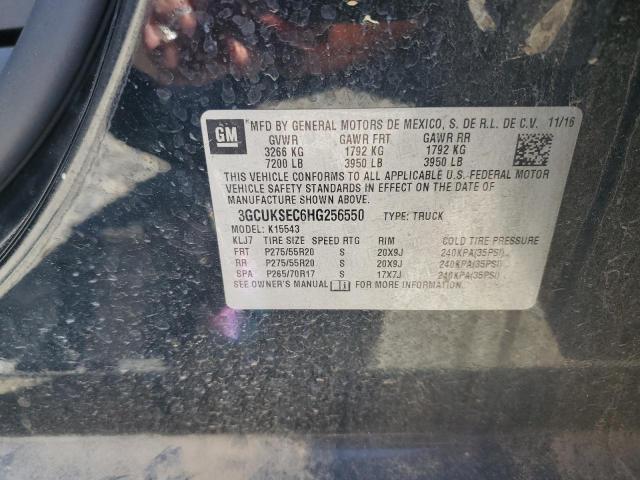 GM
MFD BY GENERAL MOTORS DE MEXICO, S. DE R.L. DE C.V. 11/16
GVWR GAWR FRT GAWR RR
3266 KG 1792 KG 1792 KG
7200 LB 3950 LB 3950 LB
THIS VEHICLE CONFORMS TO ALL APPLICABLE U.S. FEDERAL MOTOR
VEHICLE SAFETY STANDARDS IN EFFECT ON THE DATE OF
MANUFACTURE SHOWN ABOVE.
3GCUKSEC6HG256550 TYPE: TRUCK
MODEL: K15543
KLJ7 TIRE SIZE SPEED RTG RIM COLD TIRE PRESSURE
FRT P275/55R20 S 20X9J 240KPA(35PSI)
RR P275/55R20 S 20X9J 240KPA(35PSI)
SPA P265/70R17 S 17X7J 240KPA(35PSI)
SEE OWNER'S MANUAL FOR MORE INFORMATION.